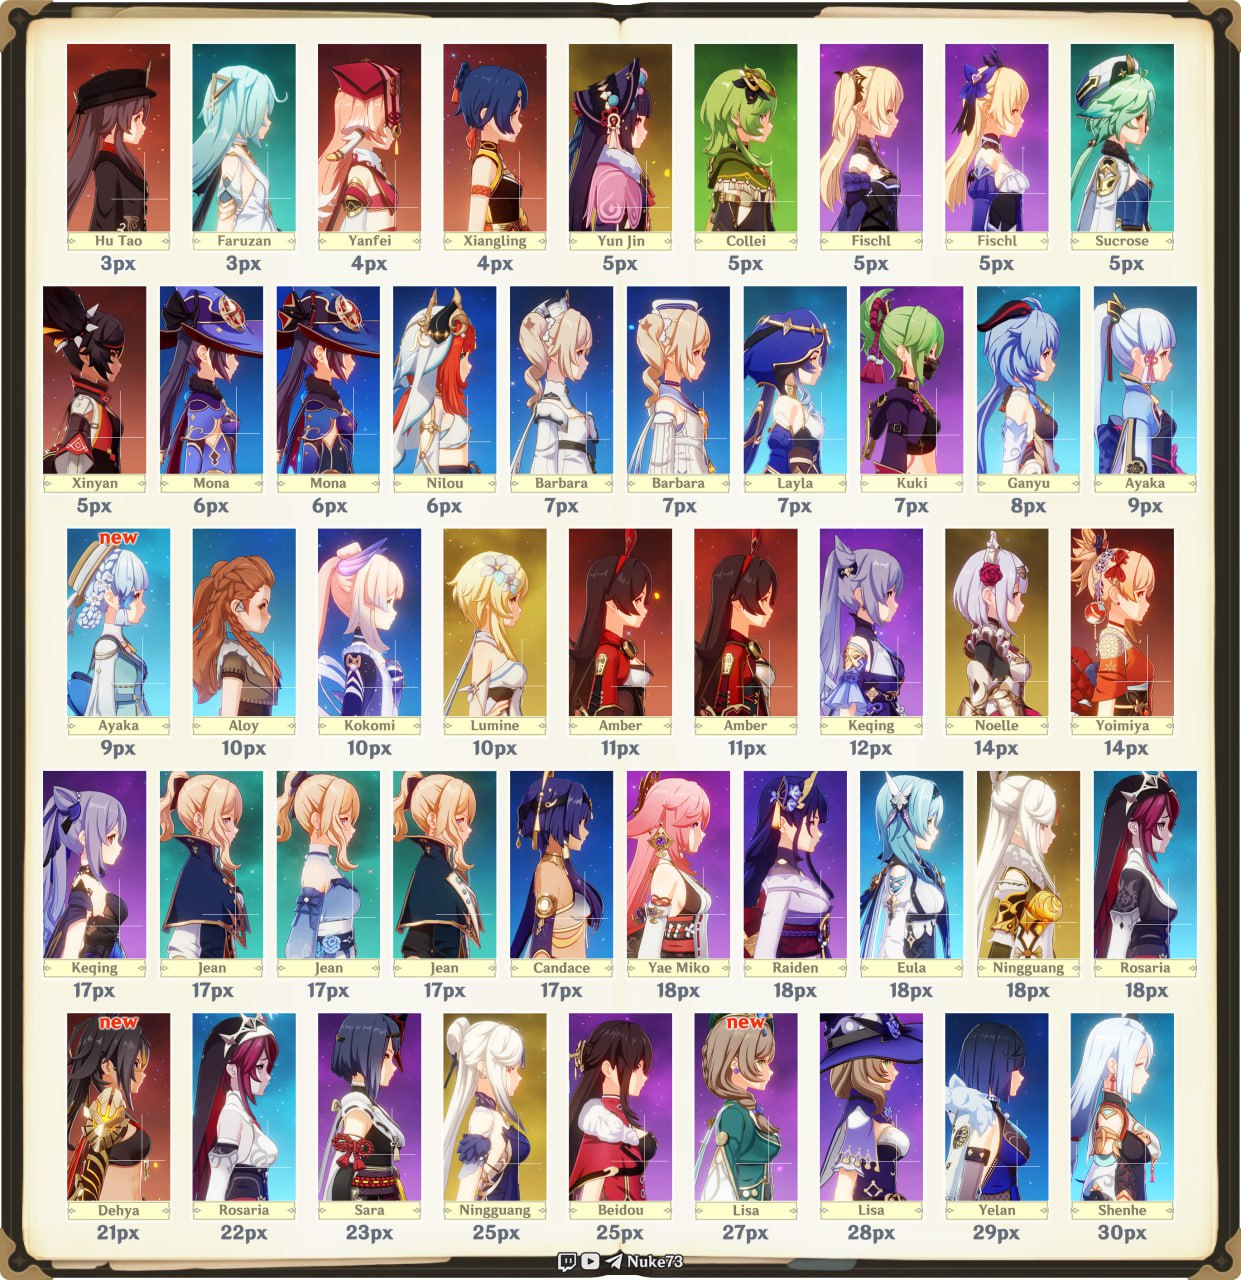 Hu Tao Faruzan Yanfei Xiangling Yun Jin Collei Fischl Fischl Sucrose
3px 3px 4px 4px 5px 5px 5px 5px 5px
Xinyan Mona Mona Nilou Barbara Barbara Layla Kuki Ganyu Ayaka
5px 6px 6px 6px 7px 7px 7px 7px 8px 9px
new
Ayaka Aloy Kokomi Lumine Amber Amber Keqing Noelle Yoimiya
9px 10px 10px 10px 11px 11px 12px 14px 14px
Keqing Jean Jean Jean Candace Yae Miko Raiden Eula Ningguang Rosaria
17px 17px 17px 17px 17px 18px 18px 18px 18px 18px
new new
Dehya Rosaria Sara Ningguang Beidou Lisa Lisa Yelan Shenhe
21px 22px 23px 25px 25px 27px 28px 29px 30px
Nuke73